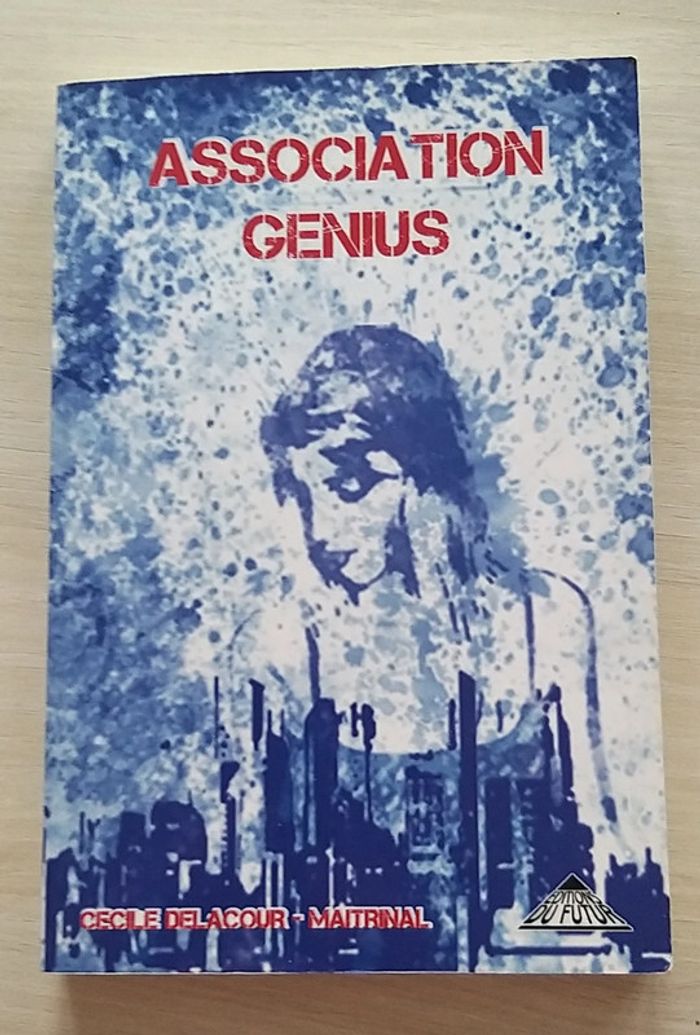 ASSOCIATION
GENIUS
CECILE DELACOUR - MAITRINAL
EDITIONS
DU FUTUR